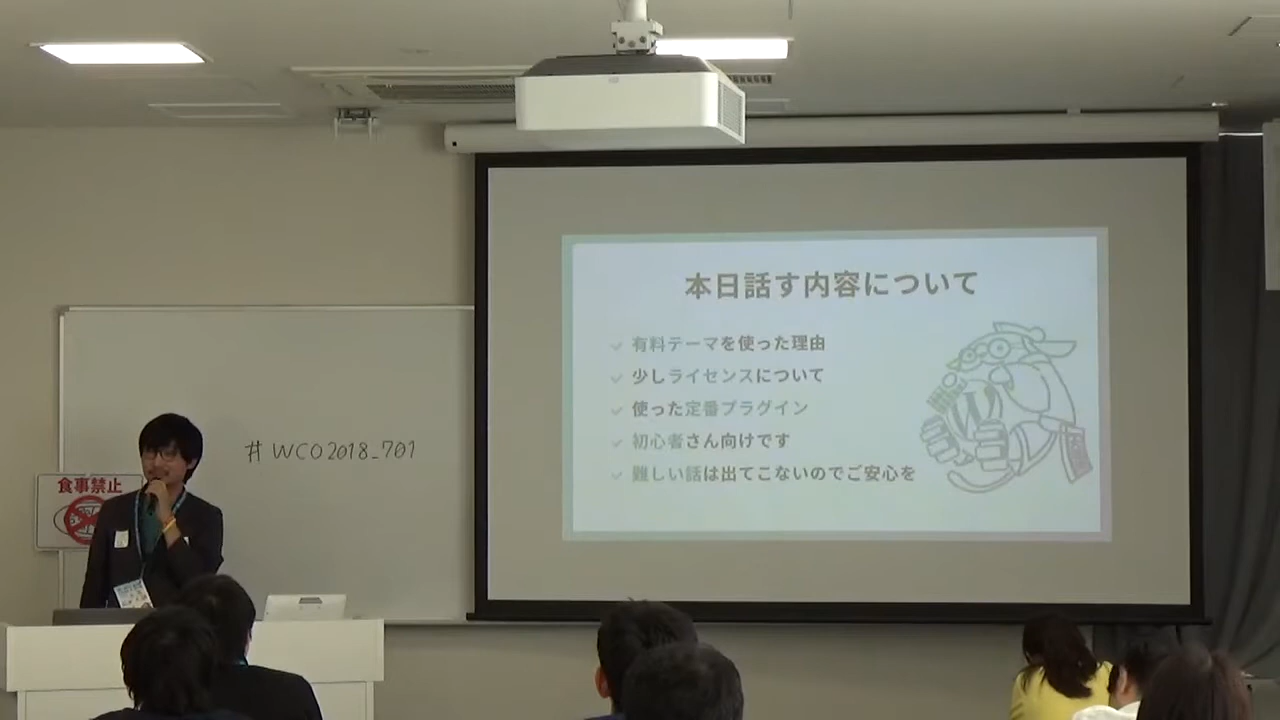 本日話す内容について
有料テーマを使った理由
少しライセンスについて
使った定番プラグイン
初心者さん向けです
難しい話は出てこないのでご安心を
# WCO2018_701
食事禁止